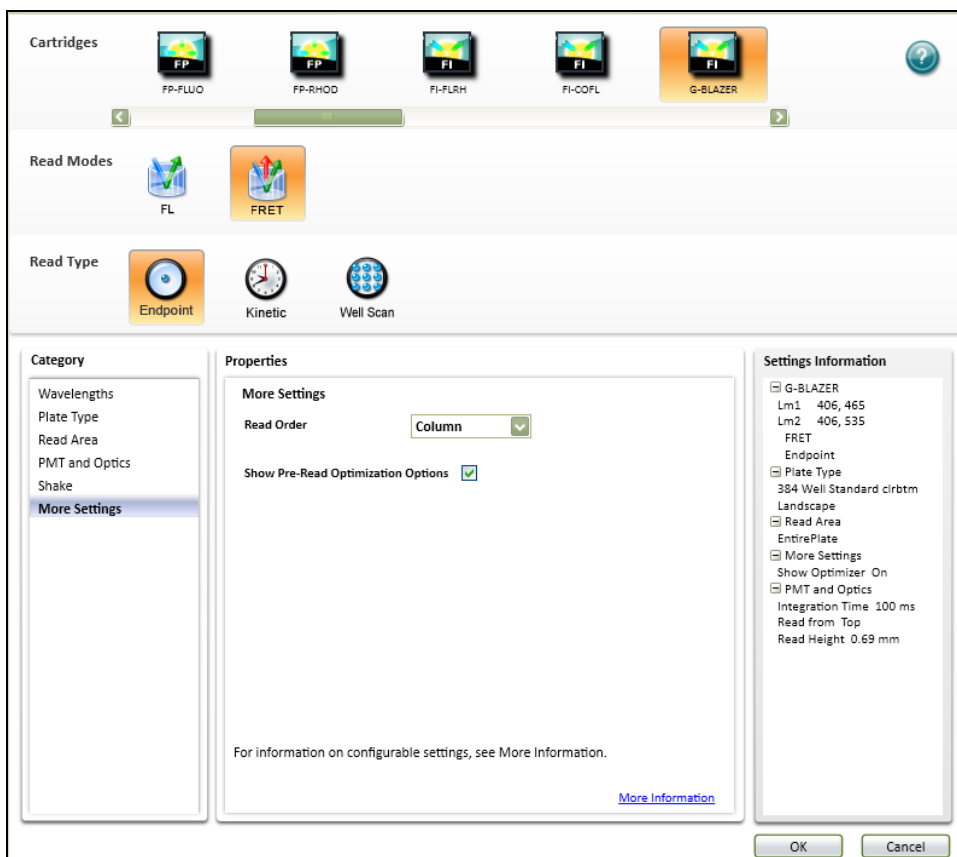 Cartridges
FP
FP
FI
FI
FI
?
FP-FLUO
FP-RHOD
FI-FLRH
FI-COFL
G-BLAZER
Read Modes
FL
FRET
Read Type
Endpoint
Kinetic
Well Scan
Category
Wavelengths
Plate Type
Read Area
PMT and Optics
Shake
More Settings
Properties
More Settings
Read Order
Column
Show Pre-Read Optimization Options
For information on configurable settings, see More Information.
More Information
Settings Information
G-BLAZER
Lm1 406, 465
Lm2 406, 535
FRET
Endpoint
Plate Type
384 Well Standard clrbtm
Landscape
Read Area
EntirePlate
More Settings
Show Optimizer On
PMT and Optics
Integration Time 100 ms
Read from Top
Read Height 0.69 mm
OK
Cancel